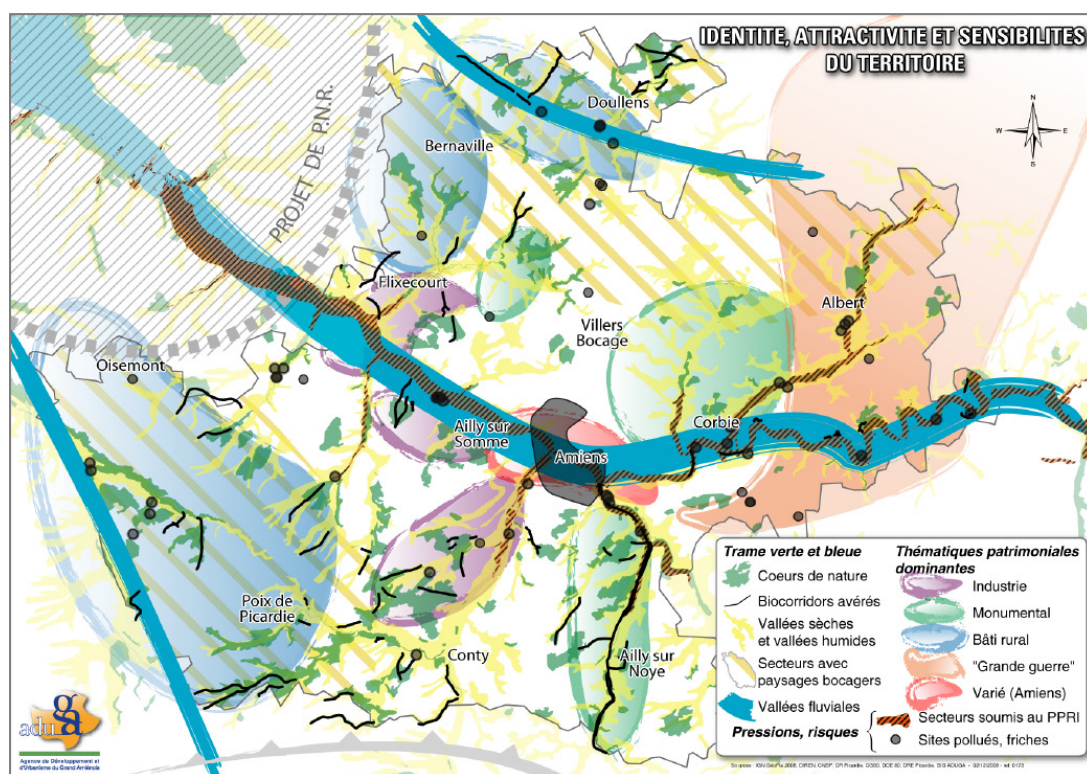 IDENTITE, ATTRACTIVITE ET SENSIBILITES
DU TERRITOIRE
N
W
E
S
PROJET DE P.N.R.
Doullens
Bernaville
Flixecourt
Villers
Bocage
Albert
Oisemont
Ailly sur
Somme
Amiens
Corbie
Poix de
Picardie
Conty
Ailly sur
Noye
Trame verte et bleue
Coeurs de nature
Biocorridors avérés
Vallées sèches
et vallées humides
Secteurs avec
paysages bocagers
Vallées fluviales
Pressions, risques
Thématiques patrimoniales
dominantes
Industrie
Monumental
Bâti rural
"Grande guerre"
Varié (Amiens)
Secteurs soumis au PPRI
Sites pollués, friches
aduga
Agence de Développement et
d'Urbanisme du Grand Amiénois